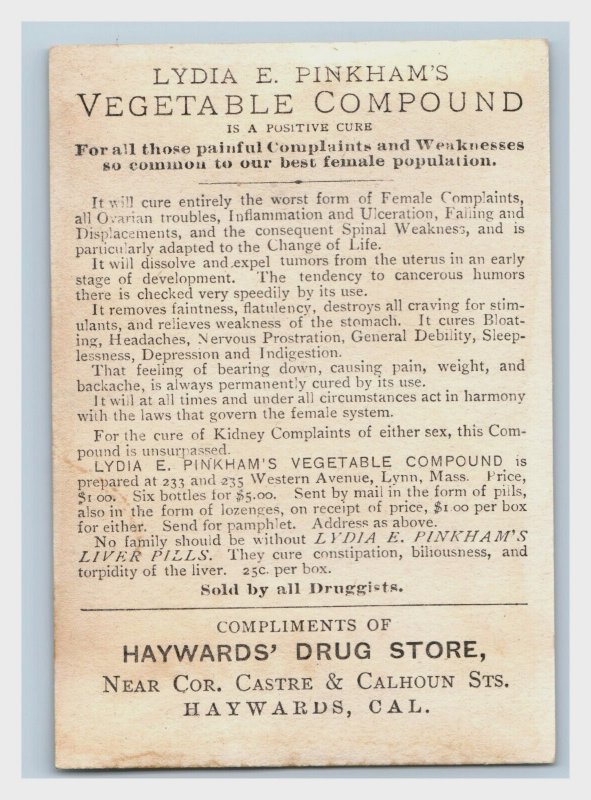 LYDIA E. PINKHAM'S
VEGETABLE COMPOUND
IS A POSITIVE CURE
For all those painful Complaints and Weaknesses
so common to our best female population.
It will cure entirely the worst form of Female Complaints,
all Ovarian troubles, Inflammation and Ulceration, Falling and
Displacements, and the consequent Spinal Weakness, and is
particularly adapted to the Change of Life.
It will dissolve and expel tumors from the uterus in an early
stage of development. The tendency to cancerous humors
there is checked very speedily by its use.
It removes faintness, flatulency, destroys all craving for stim-
ulants, and relieves weakness of the stomach. It cures Bloat-
ing, Headaches, Nervous Prostration, General Debility, Sleep-
lessness, Depression and Indigestion.
That feeling of bearing down, causing pain, weight, and
backache, is always permanently cured by its use.
It will at all times and under all circumstances act in harmony
with the laws that govern the female system.
For the cure of Kidney Complaints of either sex, this Com-
pound is unsurpassed.
LYDIA E. PINKHAM'S VEGETABLE COMPOUND is
prepared at 233 and 235 Western Avenue, Lynn, Mass. Price,
$1 00. Six bottles for $5.00. Sent by mail in the form of pills,
also in the form of lozenges, on receipt of price, $1 00 per box
for either. Send for pamphlet. Address as above.
No family should be without LYDIA E. PINKHAM'S
LIVER PILLS. They cure constipation, biliousness, and
torpidity of the liver. 25c. per box.
Sold by all Druggists.
COMPLIMENTS OF
HAYWARDS' DRUG STORE,
NEAR COR. CASTRE & CALHOUN STS.
HAYWARDS, CAL.